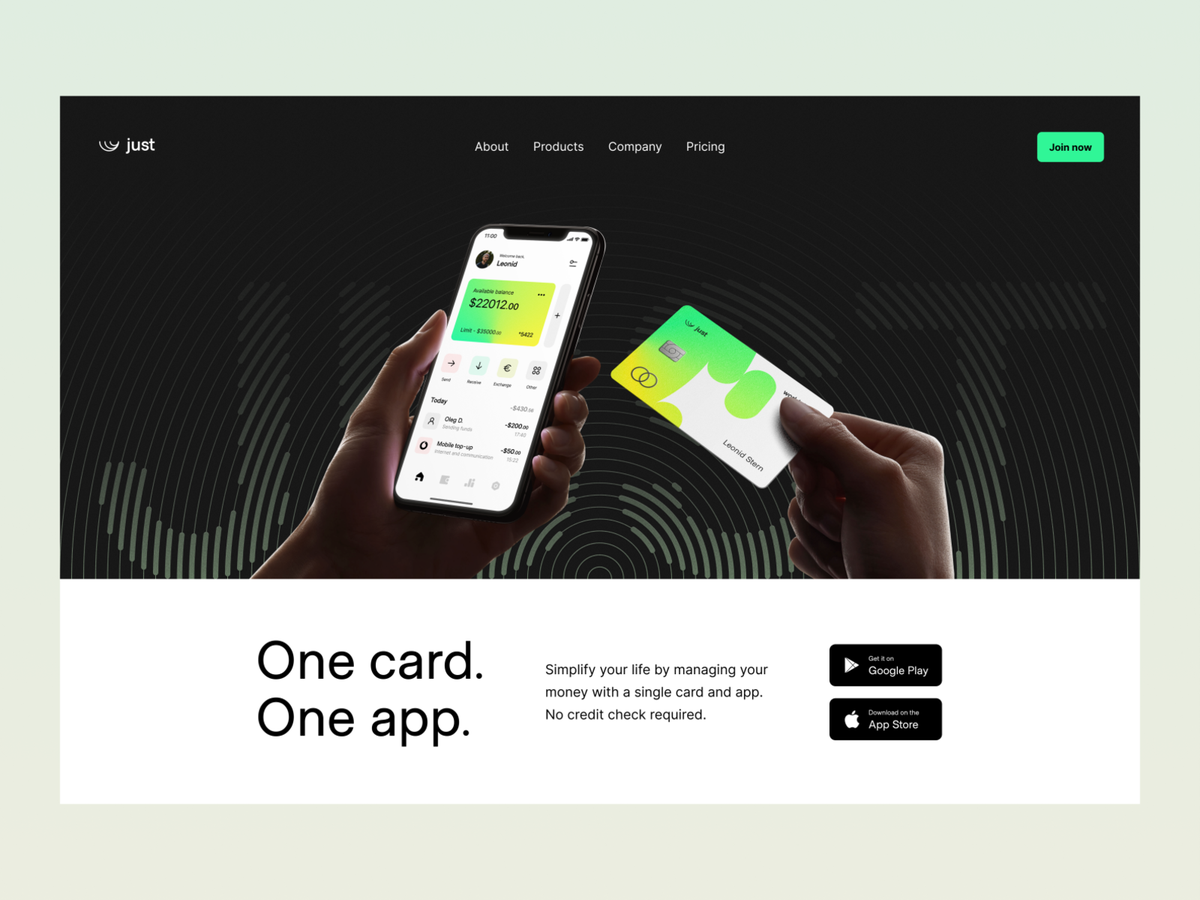 just
About
Products
Company
Pricing
Join now
11:00
Welcome back,
Leonid
Available balance
$22012.00
Limit - $35000.00
*5422
Send
Receive
Exchange
Other
Today
-$430.00
Oleg D.
Sending funds
-$200.00
17:40
Mobile top-up
Internet and communication
-$50.00
15:22
just
Leonid Stern
One card.
One app.
Simplify your life by managing your
money with a single card and app.
No credit check required.
Get it on
Google Play
Download on the
App Store